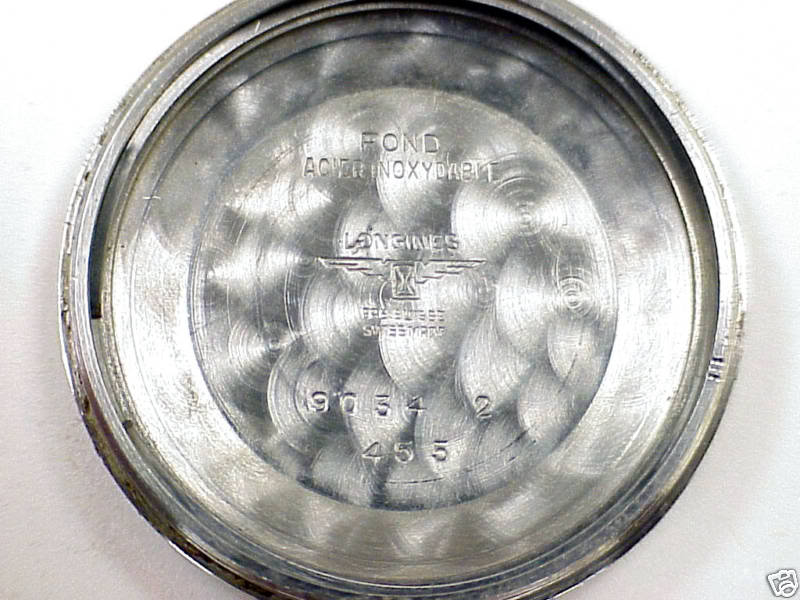 FOND
ACIER INOXYDABLE
LONGINES
9054 2
455